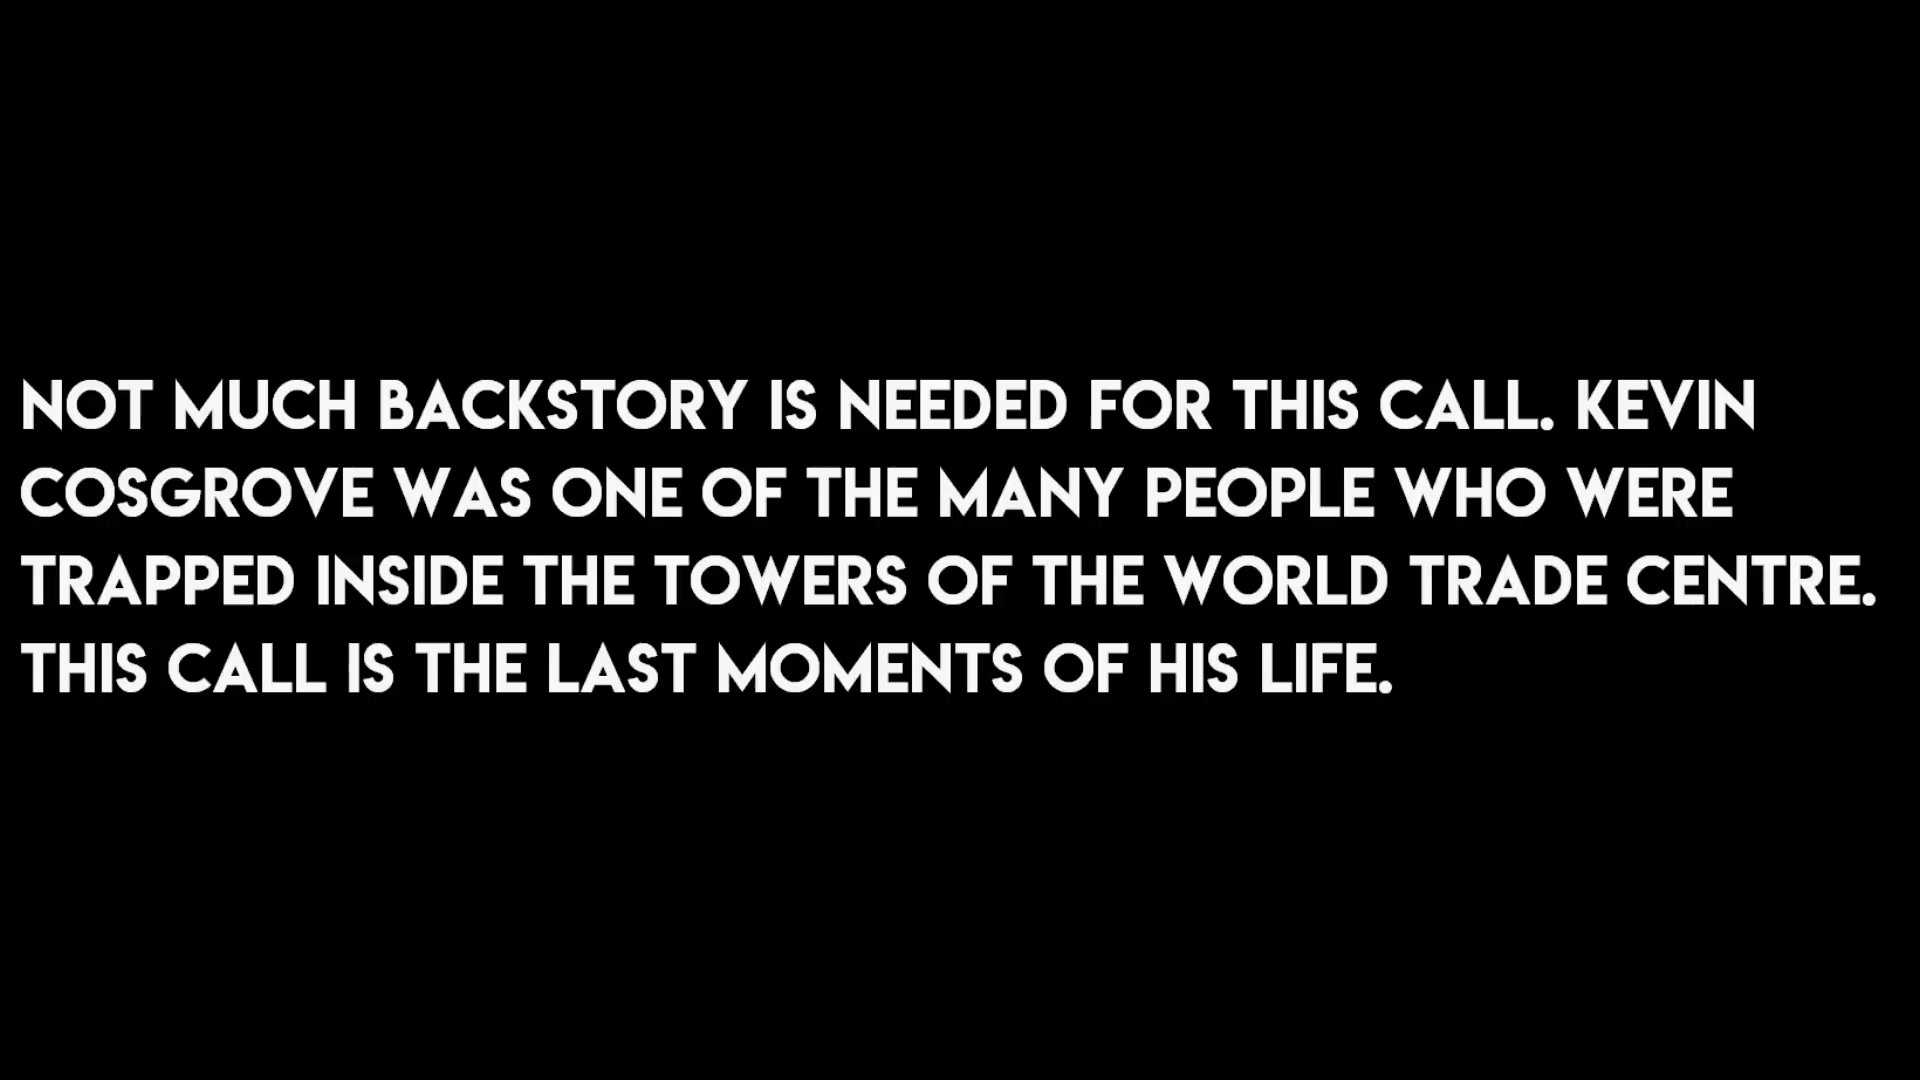 NOT MUCH BACKSTORY IS NEEDED FOR THIS CALL. KEVIN
COSGROVE WAS ONE OF THE MANY PEOPLE WHO WERE
TRAPPED INSIDE THE TOWERS OF THE WORLD TRADE CENTRE.
THIS CALL IS THE LAST MOMENTS OF HIS LIFE.